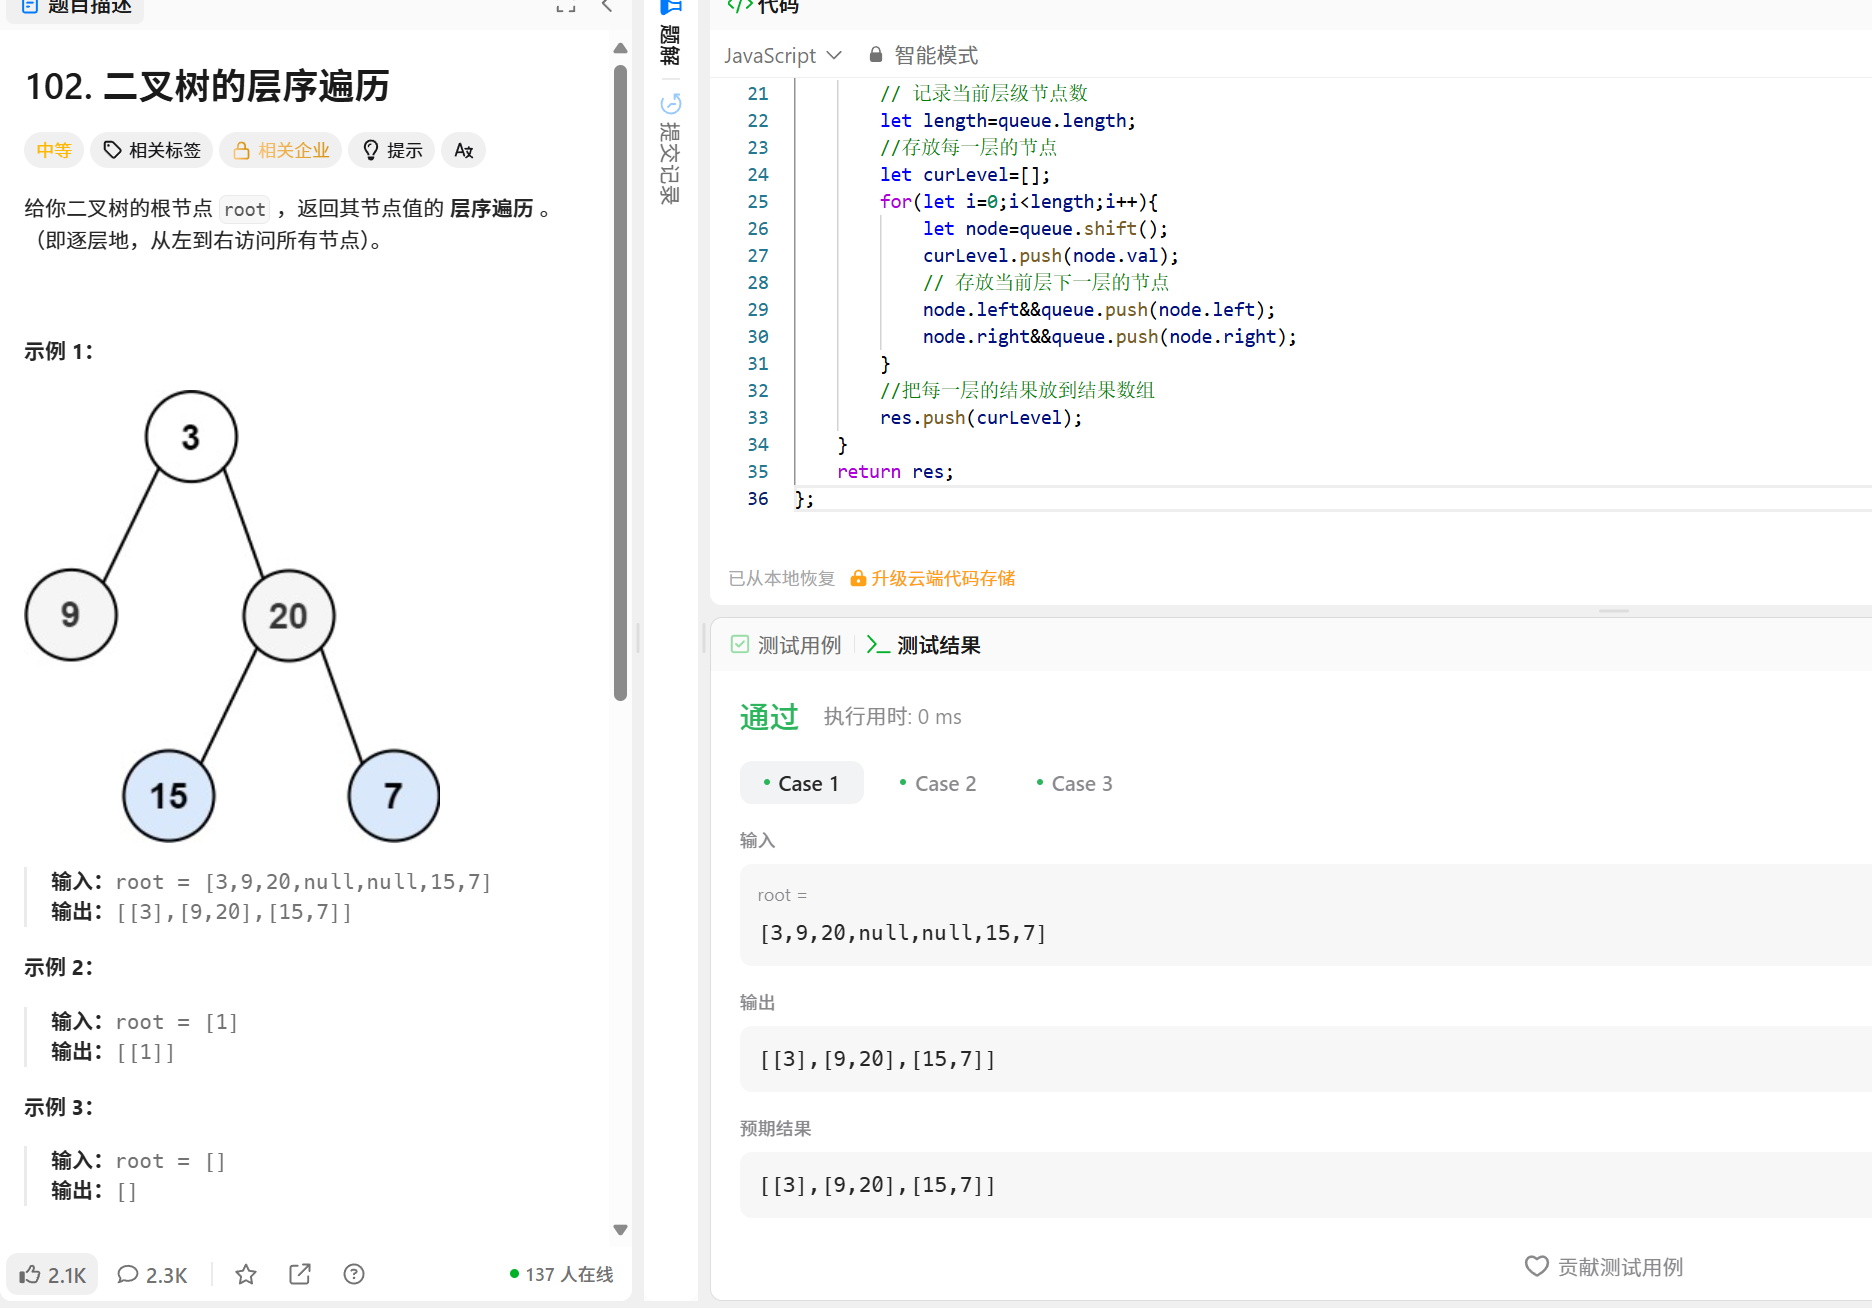 题目描述
102. 二叉树的层序遍历
中等 相关标签 相关企业 提示
给你二叉树的根节点 root ，返回其节点值的 层序遍历 。
（即逐层地，从左到右访问所有节点）。
示例 1：
3
9
20
15
7
输入：root = [3,9,20,null,null,15,7]
输出：[[3],[9,20],[15,7]]
示例 2：
输入：root = [1]
输出：[[1]]
示例 3：
输入：root = []
输出：[]
2.1K 2.3K 137 人在线
题解
提交记录
</> 代码
JavaScript 智能模式
21 // 记录当前层级节点数
22 let length=queue.length;
23 //存放每一层的节点
24 let curLevel=[];
25 for(let i=0;i<length;i++){
26 let node=queue.shift();
27 curLevel.push(node.val);
28 // 存放当前层下一层的节点
29 node.left&&queue.push(node.left);
30 node.right&&queue.push(node.right);
31 }
32 //把每一层的结果放到结果数组
33 res.push(curLevel);
34 }
35 return res;
36 };
已从本地恢复 升级云端代码存储
测试用例 测试结果
通过 执行用时: 0 ms
Case 1 Case 2 Case 3
输入
root =
[3,9,20,null,null,15,7]
输出
[[3],[9,20],[15,7]]
预期结果
[[3],[9,20],[15,7]]
贡献测试用例